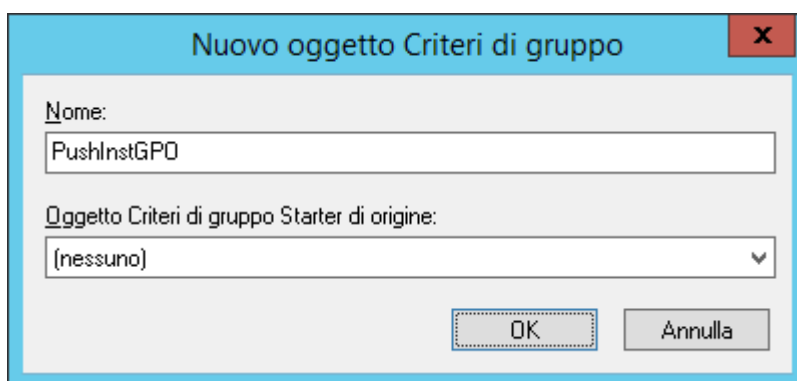 Nuovo oggetto Criteri di gruppo
Nome:
PushInstGPO
Oggetto Criteri di gruppo Starter di origine:
(nessuno)
OK Annulla